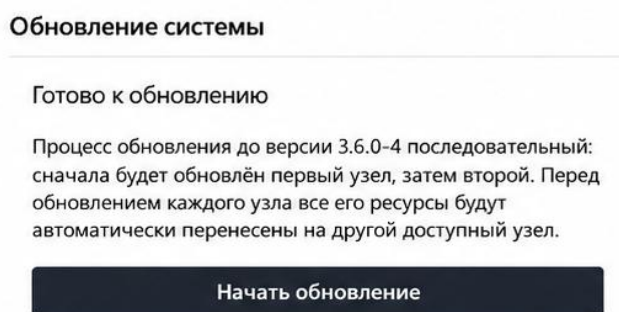 Обновление системы
Готово к обновлению
Процесс обновления до версии 3.6.0-4 последовательный:
сначала будет обновлён первый узел, затем второй. Перед
обновлением каждого узла все его ресурсы будут
автоматически перенесены на другой доступный узел.
Начать обновление